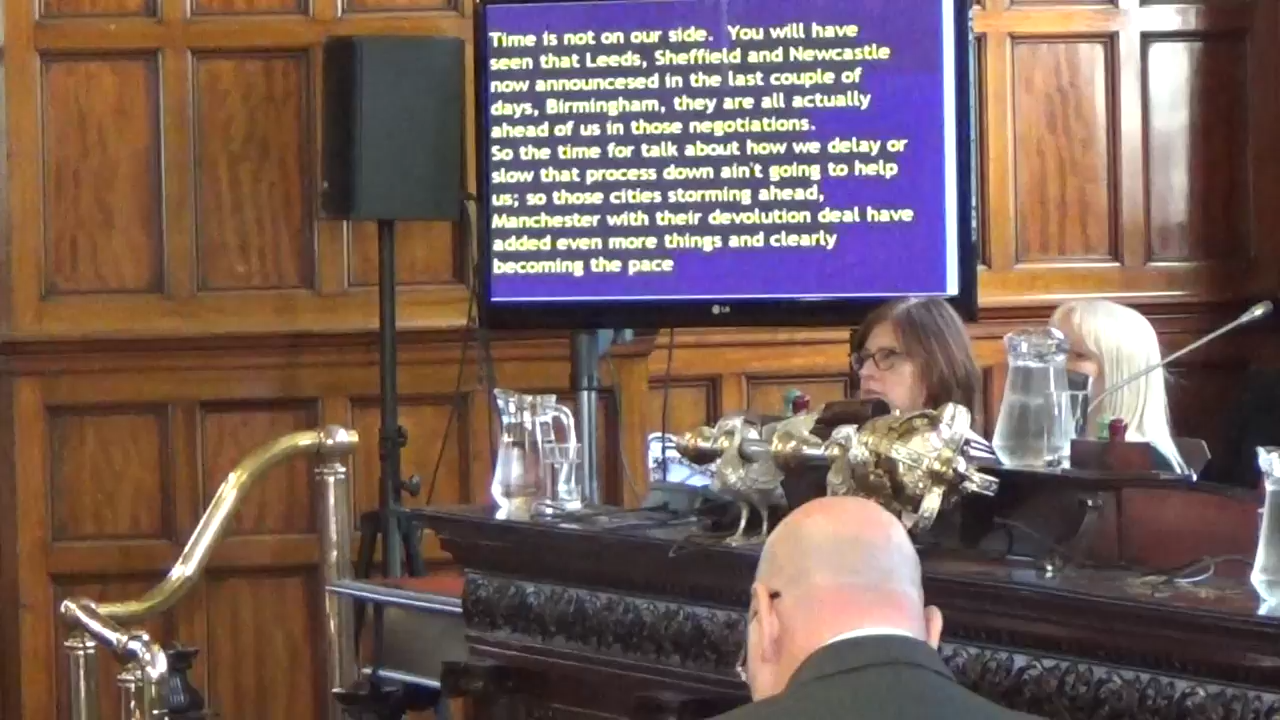 Time is not on our side. You will have
seen that Leeds, Sheffield and Newcastle
now announcesed in the last couple of
days, Birmingham, they are all actually
ahead of us in those negotiations.
So the time for talk about how we delay or
slow that process down ain't going to help
us; so those cities storming ahead,
Manchester with their devolution deal have
added even more things and clearly
becoming the pace
LG